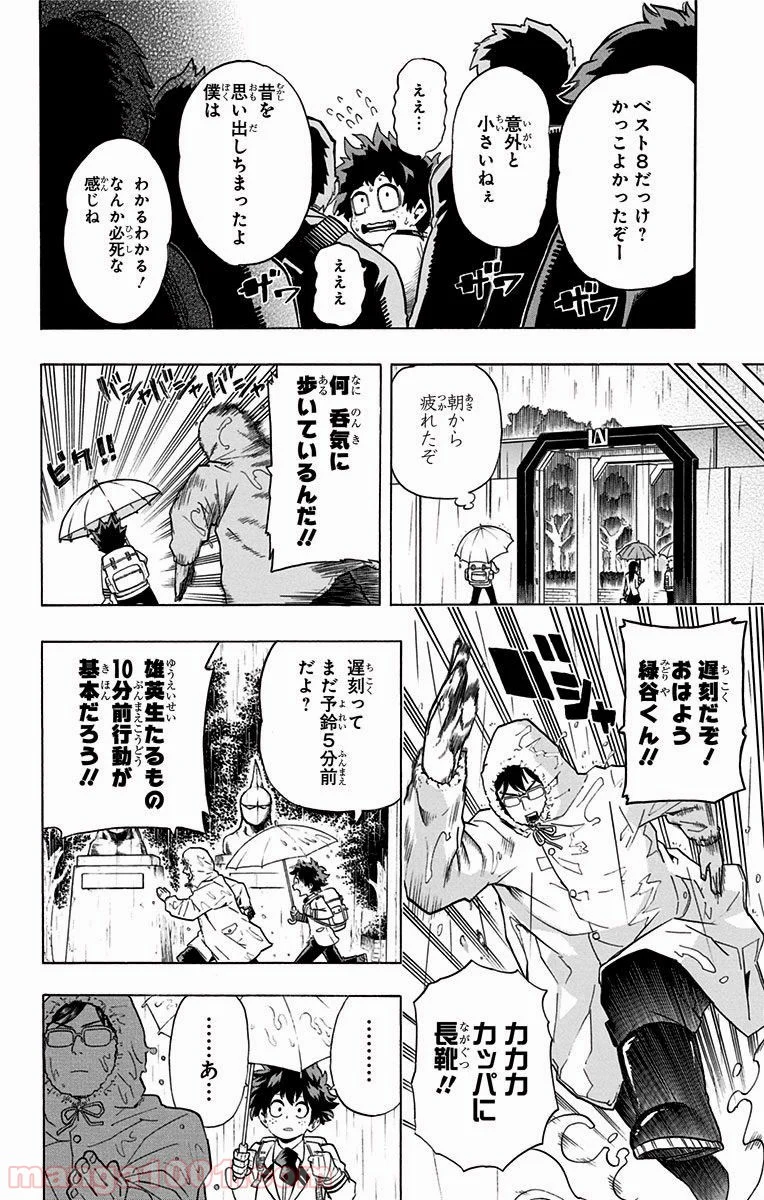 ベスト8だっけ？
かっこよかったぞー
意外と
小さいねぇ
ええ…
昔を
思い出しちまったよ
僕は
えええ
わかるわかる！
なんか必死な
感じね
ザワッ
ザワッ
ザワッ
朝から
疲れたぞ
何呑気に
歩いているんだ!!
バシャバシャバシャ
ビクッ!!
遅刻だぞ！
おはよう
緑谷くん!!
バシャ
カカカ
カッパに
長靴!!
遅刻って
まだ予鈴5分前
だよ？
雄英生たるもの
10分前行動が
基本だろう!!
……
……あ…